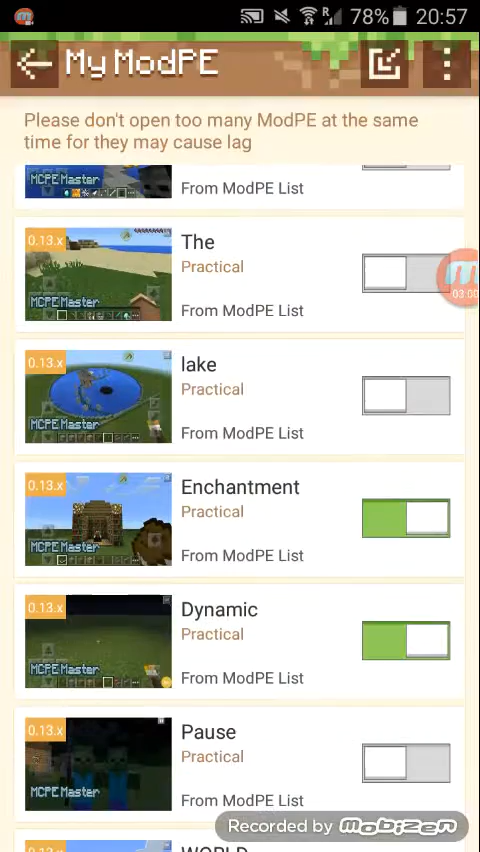 78% 20:57
My ModPE
Please don't open too many ModPE at the same
time for they may cause lag
MCPE Master
From ModPE List
0.13.x
The
Practical
MCPE Master
From ModPE List
03:00
0.13.x
lake
Practical
MCPE Master
From ModPE List
0.13.x
Enchantment
Practical
MCPE Master
From ModPE List
0.13.x
Dynamic
Practical
MCPE Master
From ModPE List
0.13.x
Pause
Practical
MCPE Master
From ModPE List
Recorded by mobizen
0.13.x
WORLD